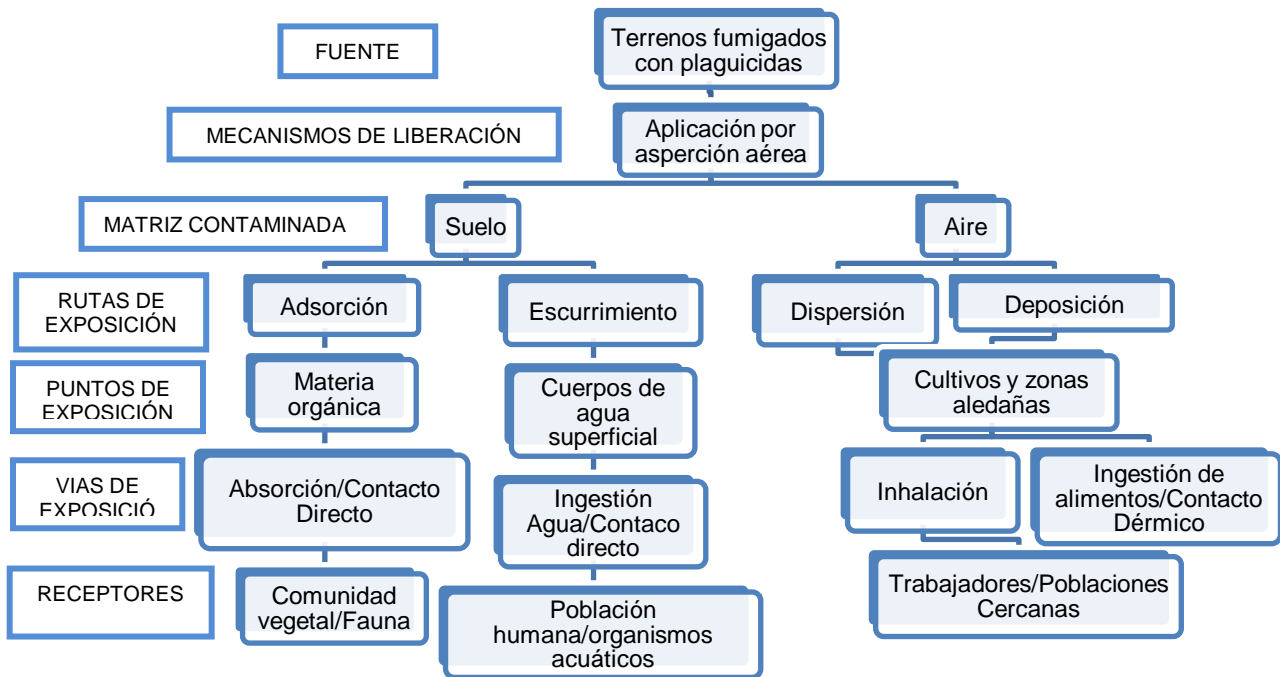 FUENTE
Terrenos fumigados
con plaguicidas
MECANISMOS DE LIBERACIÓN
Aplicación por
asperción aérea
MATRIZ CONTAMINADA
Suelo
Aire
RUTAS DE
EXPOSICIÓN
Adsorción
Escurrimiento
Dispersión
Deposición
PUNTOS DE
EXPOSICIÓN
Materia
orgánica
Cuerpos de
agua
superficial
Cultivos y zonas
aledañas
VIAS DE
EXPOSICIÓ
Absorción/Contacto
Directo
Ingestión
Agua/Contaco
directo
Inhalación
Ingestión de
alimentos/Contacto
Dérmico
RECEPTORES
Comunidad
vegetal/Fauna
Población
humana/organismos
acuáticos
Trabajadores/Poblaciones
Cercanas